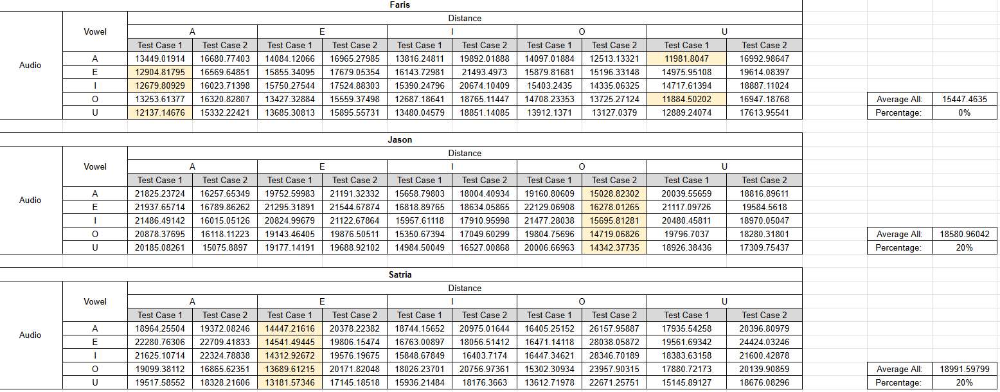 Faris
Distance
Vowel A E I O U
Test Case 1 Test Case 2 Test Case 1 Test Case 2 Test Case 1 Test Case 2 Test Case 1 Test Case 2 Test Case 1 Test Case 2
A 13449.01914 16680.77403 14084.12066 16965.27985 13816.24811 19892.01888 14097.01884 12513.13321 11981.8047 16992.98647
Audio
E 12904.81795 16569.64851 15855.34095 17679.05354 16143.72981 21493.4973 15879.81681 15196.33148 14975.95108 19614.08397
I 12679.80929 16023.71398 15750.27544 17524.88303 15390.24796 20674.10409 15403.2435 14335.06325 14717.61394 18887.11024
O 13253.61377 16320.82807 13427.32884 15559.37498 12687.18641 18765.11447 14708.23353 13725.27124 11884.50202 16947.18768 Average All: 15447.4635
U 12137.14676 15332.22421 13685.30813 15895.55731 13480.04579 18851.14085 13912.1371 13127.0379 12889.24074 17613.95541 Percentage: 0%
Jason
Distance
Vowel A E I O U
Test Case 1 Test Case 2 Test Case 1 Test Case 2 Test Case 1 Test Case 2 Test Case 1 Test Case 2 Test Case 1 Test Case 2
A 21825.23724 16257.65349 19752.59983 21191.32332 15658.79803 18004.40934 19160.80609 15028.82302 20039.55659 18816.89611
Audio
E 21937.65714 16789.86262 21295.31891 21544.67874 16818.89765 18634.05865 22129.06908 16278.01265 21117.09726 19584.5618
I 21486.49142 16015.05126 20824.99679 21122.67864 15957.61118 17910.95998 21477.28038 15695.81281 20480.45811 18970.05047
O 20878.37695 16118.11223 19143.46405 19876.50511 15350.67394 17049.60299 19804.75696 14719.06826 19796.7037 18280.31801 Average All: 18580.96042
U 20185.08261 15075.8897 19177.14191 19688.92102 14984.50049 16527.00868 20006.66963 14342.37735 18926.38436 17309.75437 Percentage: 20%
Satria
Distance
Vowel A E I O U
Test Case 1 Test Case 2 Test Case 1 Test Case 2 Test Case 1 Test Case 2 Test Case 1 Test Case 2 Test Case 1 Test Case 2
A 18964.25504 19372.08246 14447.21616 20378.22382 18744.15652 20975.01644 16405.25152 26157.95887 17935.54258 20396.80979
Audio
E 22280.76306 22709.41833 14541.49445 19806.15474 16763.00897 18056.51412 16471.14118 28038.05872 19561.69342 24424.03246
I 21625.10714 22324.78838 14312.92672 19576.19675 15848.67849 16403.7174 16447.34621 28346.70189 18383.63158 21600.42878
O 19099.38112 16865.62351 13689.61215 20171.82048 18026.23701 20756.97361 15302.30934 23957.90315 17880.72173 20139.90859 Average All: 18991.59799
U 19517.58552 18328.21606 13181.57346 17145.18518 15936.21484 18176.3663 13612.71978 22671.25751 15145.89127 18676.08296 Percentage: 20%